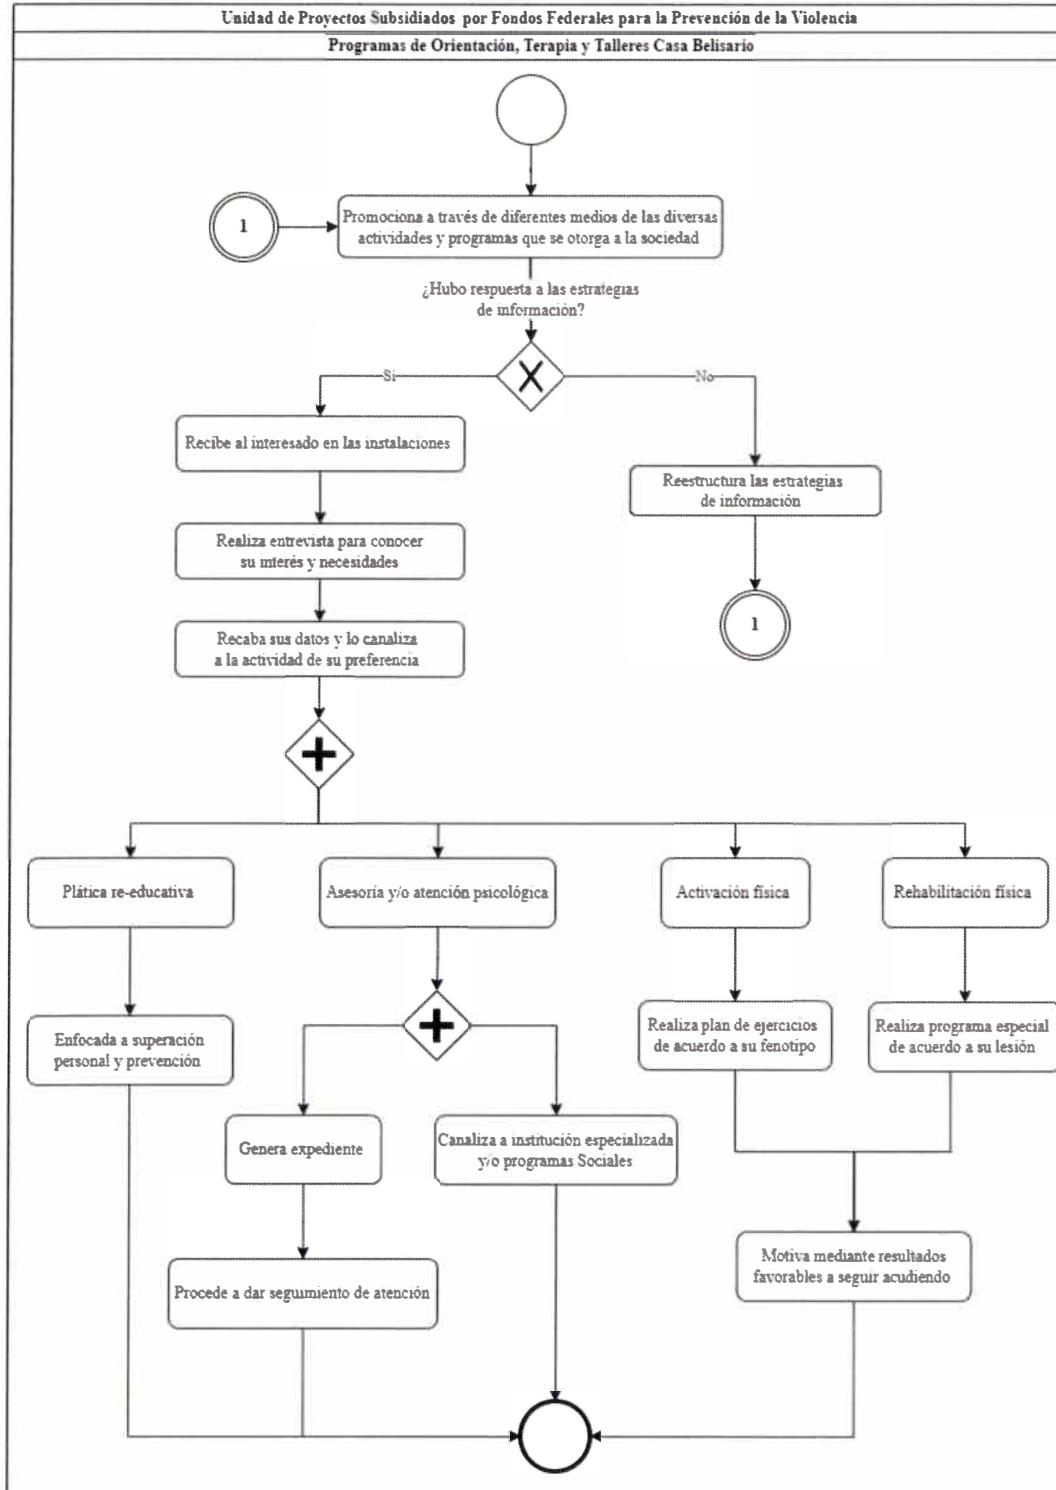 Unidad de Proyectos Subsidiados por Fondos Federales para la Prevención de la Violencia
Programas de Orientación, Terapia y Talleres Casa Belisario
1
Promociona a través de diferentes medios de las diversas
actividades y programas que se otorga a la sociedad
¿Hubo respuesta a las estrategias
de información?
Si
No
Recibe al interesado en las instalaciones
Reestructura las estrategias
de información
Realiza entrevista para conocer
su interés y necesidades
1
Recaba sus datos y lo canaliza
a la actividad de su preferencia
Plática re-educativa
Asesoría y/o atención psicológica
Activación física
Rehabilitación física
Enfocada a superación
personal y prevención
Realiza plan de ejercicios
de acuerdo a su fenotipo
Realiza programa especial
de acuerdo a su lesión
Genera expediente
Canaliza a institución especializada
y/o programas Sociales
Procede a dar seguimiento de atención
Motiva mediante resultados
favorables a seguir acudiendo